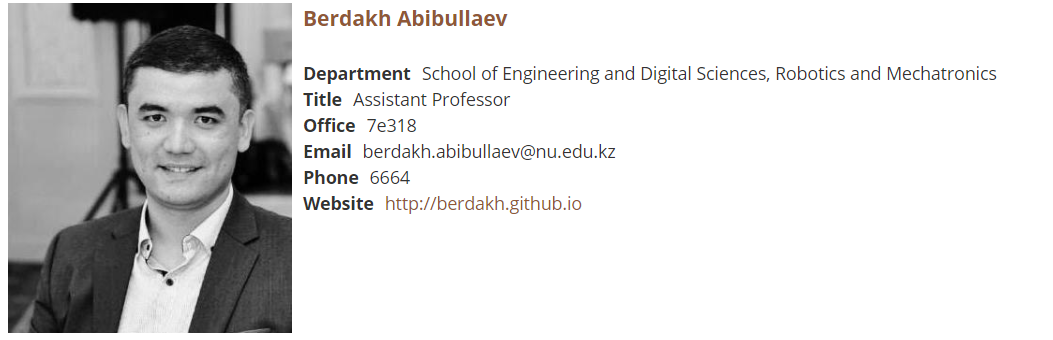 Berdakh Abibullaev
Department School of Engineering and Digital Sciences, Robotics and Mechatronics
Title Assistant Professor
Office 7e318
Email berdakh.abibullaev@nu.edu.kz
Phone 6664
Website http://berdakh.github.io